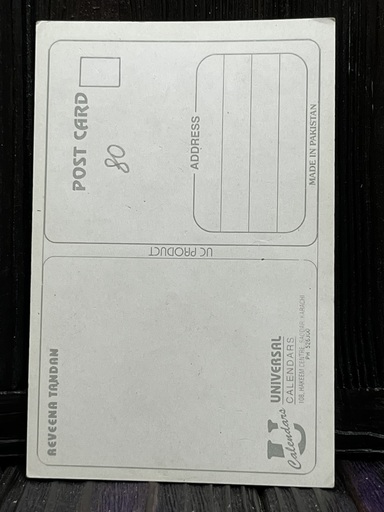 REVEENA TANDAN
POST CARD
80
ADDRESS
UC PRODUCT
UNIVERSAL
CALENDARS
Calendars
MADE IN PAKISTAN